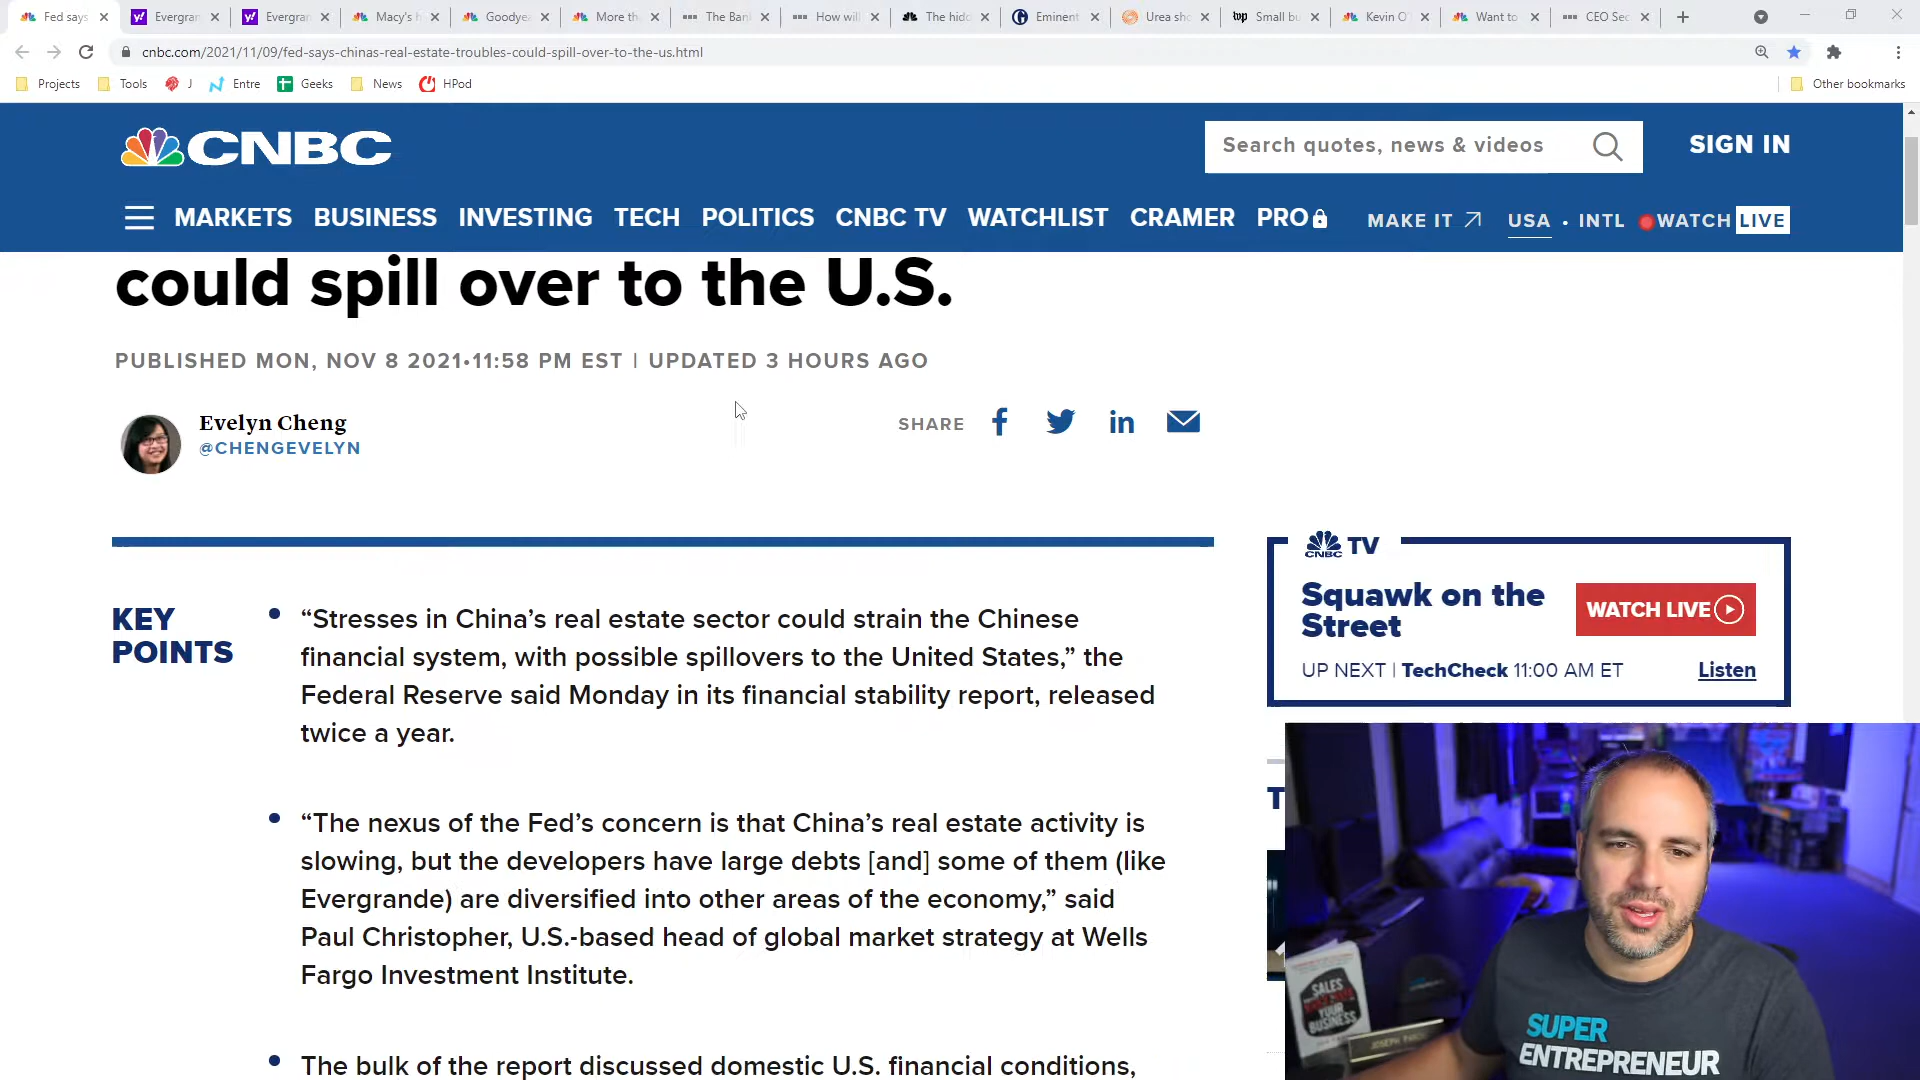 Fed says
Evergran
Evergran
Macy's h
Goodyea
More th
The Ban
How will
The hidd
Eminent
Urea sho
Small bu
Kevin O'
Want to
CEO Sec
cnbc.com/2021/11/09/fed-says-chinas-real-estate-troubles-could-spill-over-to-the-us.html
Projects
Tools
J
Entre
Geeks
News
HPod
Other bookmarks
CNBC
Search quotes, news & videos
SIGN IN
MARKETS BUSINESS INVESTING TECH POLITICS CNBC TV WATCHLIST CRAMER PRO
MAKE IT
USA • INTL
WATCH LIVE
could spill over to the U.S.
PUBLISHED MON, NOV 8 2021•11:58 PM EST | UPDATED 3 HOURS AGO
Evelyn Cheng
@CHENGEVELYN
SHARE
KEY
POINTS
“Stresses in China’s real estate sector could strain the Chinese
financial system, with possible spillovers to the United States,” the
Federal Reserve said Monday in its financial stability report, released
twice a year.
“The nexus of the Fed’s concern is that China’s real estate activity is
slowing, but the developers have large debts [and] some of them (like
Evergrande) are diversified into other areas of the economy,” said
Paul Christopher, U.S.-based head of global market strategy at Wells
Fargo Investment Institute.
The bulk of the report discussed domestic U.S. financial conditions,
CNBC TV
Squawk on the
Street
WATCH LIVE
UP NEXT | TechCheck 11:00 AM ET
Listen
T
SALES
YOUR
BUSINESS
SUPER
ENTREPRENEUR